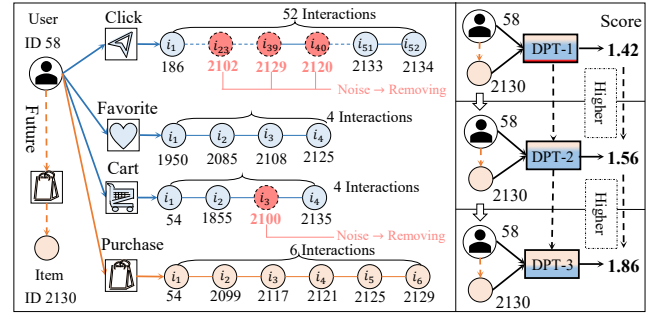 User
ID 58
Click
52 Interactions
i1 i23 i39 i40 i51 i52
186 2102 2129 2120 2133 2134
Noise → Removing
Future
Favorite
4 Interactions
i1 i2 i3 i4
1950 2085 2108 2125
Cart
4 Interactions
i1 i2 i3 i4
54 1855 2100 2135
Noise → Removing
Purchase
6 Interactions
i1 i2 i3 i4 i5 i6
54 2099 2117 2121 2125 2129
Item
ID 2130
Score
58
DPT-1 1.42
2130
Higher
58
DPT-2 1.56
2130
Higher
58
DPT-3 1.86
2130